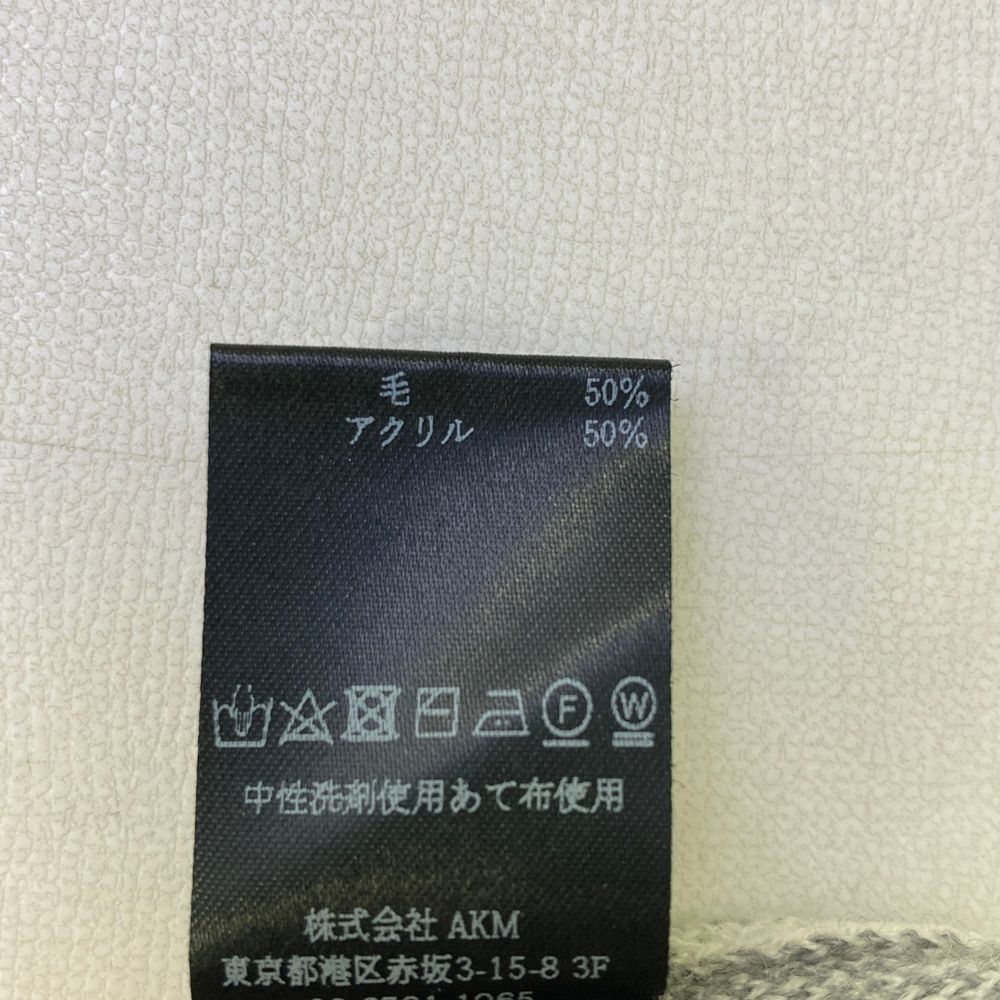 毛 50%
アクリル 50%
F W
中性洗剤使用あて布使用
株式会社 AKM
東京都港区赤坂3-15-8 3F